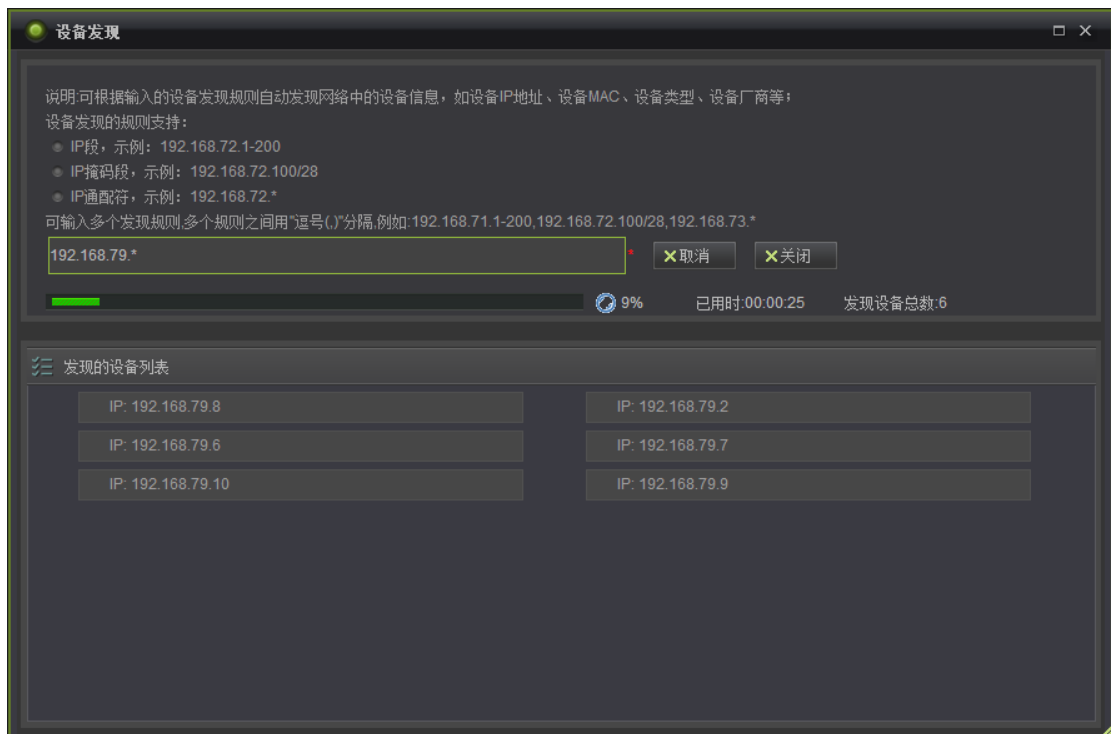 设备发现
说明:可根据输入的设备发现规则自动发现网络中的设备信息，如设备IP地址、设备MAC、设备类型、设备厂商等；
设备发现的规则支持：
IP段，示例：192.168.72.1-200
IP掩码段，示例：192.168.72.100/28
IP通配符，示例：192.168.72.*
可输入多个发现规则,多个规则之间用"逗号(,)"分隔,例如:192.168.71.1-200,192.168.72.100/28,192.168.73.*
192.168.79.* * 取消 关闭
9% 已用时:00:00:25 发现设备总数:6
发现的设备列表
IP: 192.168.79.8 IP: 192.168.79.2
IP: 192.168.79.6 IP: 192.168.79.7
IP: 192.168.79.10 IP: 192.168.79.9